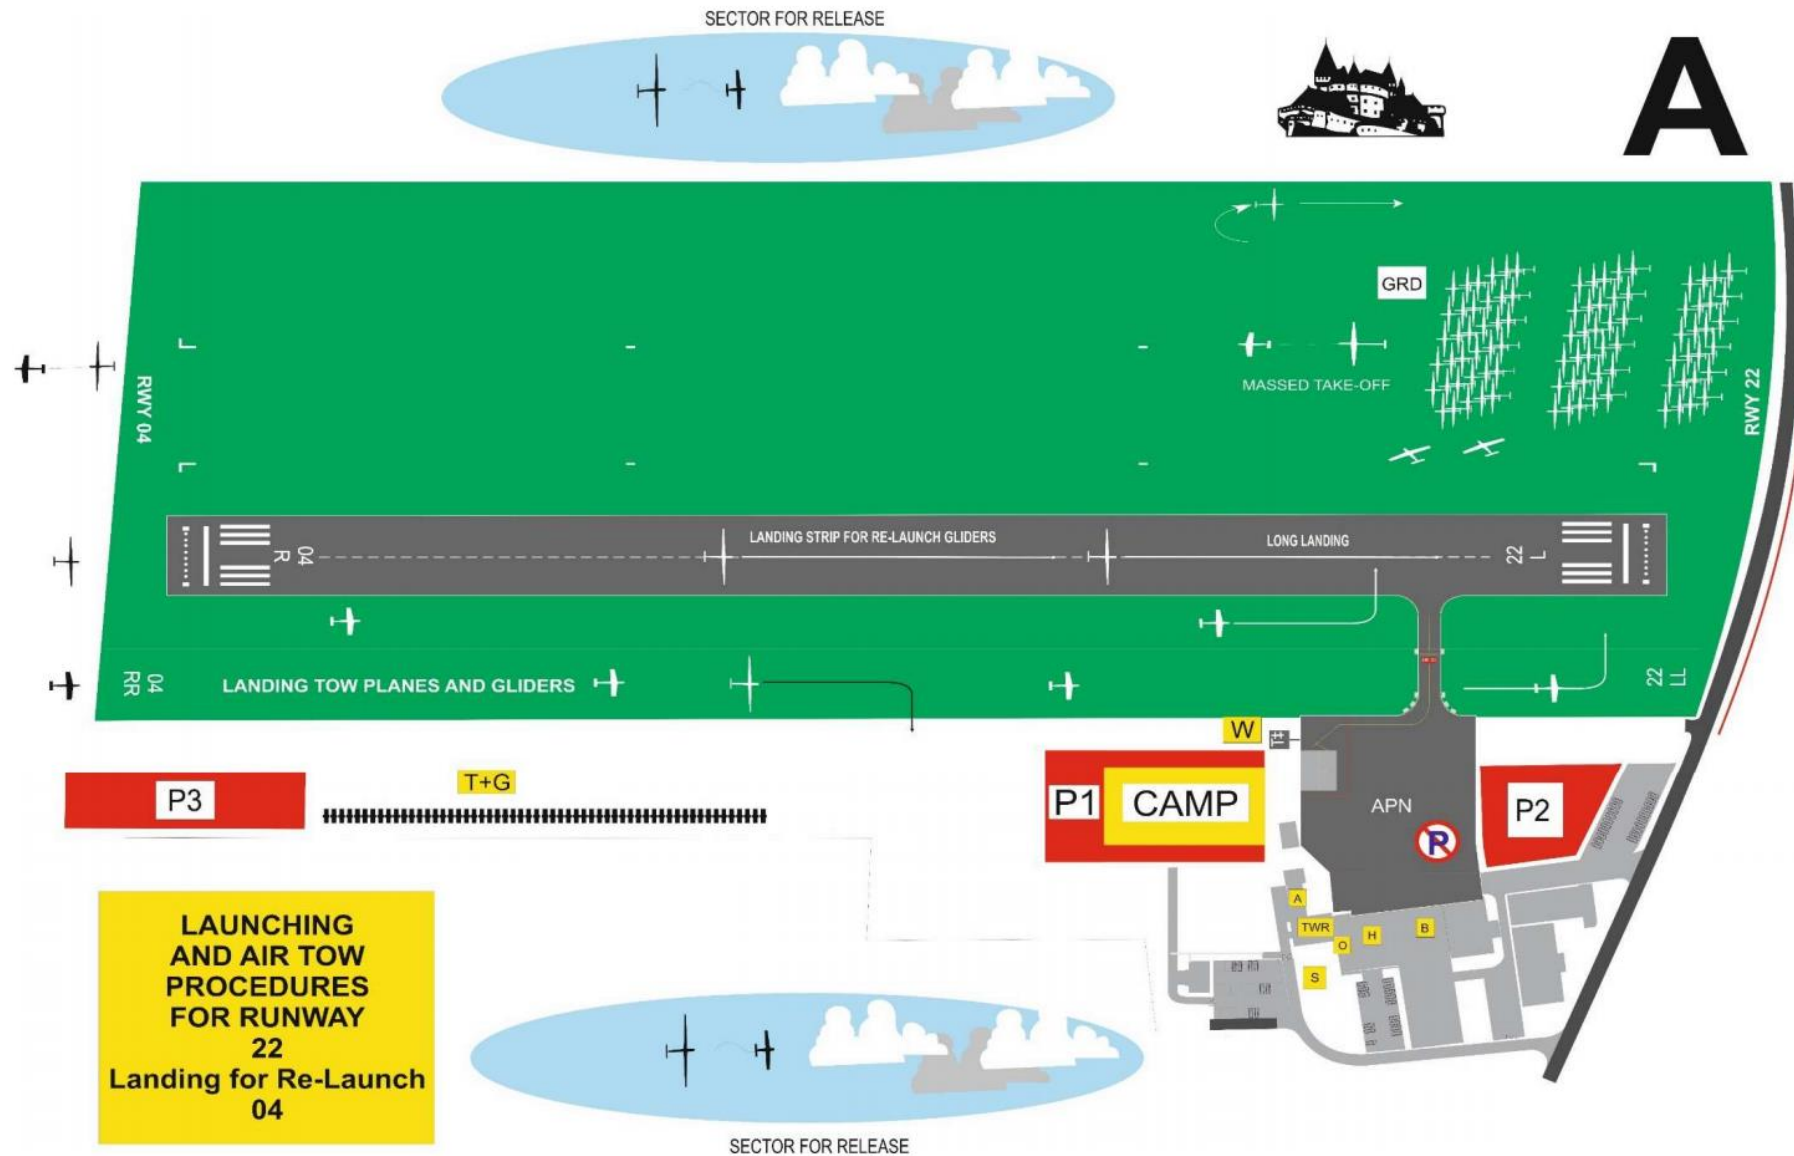 SECTOR FOR RELEASE
A
GRD
MASSED TAKE-OFF
RWY 04
RWY 22
04
R
LANDING STRIP FOR RE-LAUNCH GLIDERS
LONG LANDING
22
L
04
RR
LANDING TOW PLANES AND GLIDERS
22
LL
W
P3
T+G
P1
CAMP
APN
P
P2
A
TWR
O
H
B
S
LAUNCHING
AND AIR TOW
PROCEDURES
FOR RUNWAY
22
Landing for Re-Launch
04
SECTOR FOR RELEASE